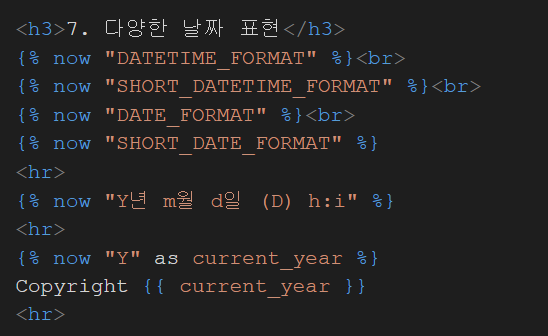 <h3>7. 다양한 날짜 표현</h3>
{% now "DATETIME_FORMAT" %}<br>
{% now "SHORT_DATETIME_FORMAT" %}<br>
{% now "DATE_FORMAT" %}<br>
{% now "SHORT_DATE_FORMAT" %}
<hr>
{% now "Y년 m월 d일 (D) h:i" %}
<hr>
{% now "Y" as current_year %}
Copyright {{ current_year }}
<hr>